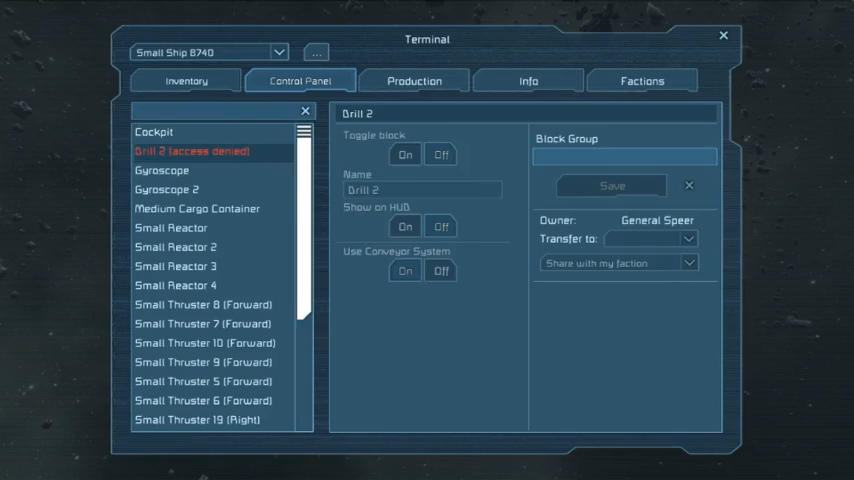 Terminal
Small Ship 8740
...
Inventory
Control Panel
Production
Info
Factions
Cockpit
Drill 2 (access denied)
Gyroscope
Gyroscope 2
Medium Cargo Container
Small Reactor
Small Reactor 2
Small Reactor 3
Small Reactor 4
Small Thruster 8 (Forward)
Small Thruster 7 (Forward)
Small Thruster 10 (Forward)
Small Thruster 9 (Forward)
Small Thruster 5 (Forward)
Small Thruster 6 (Forward)
Small Thruster 19 (Right)
Drill 2
Toggle block
On Off
Name
Drill 2
Show on HUD
On Off
Use Conveyor System
On Off
Block Group
Save
Owner: General Speer
Transfer to:
Share with my faction